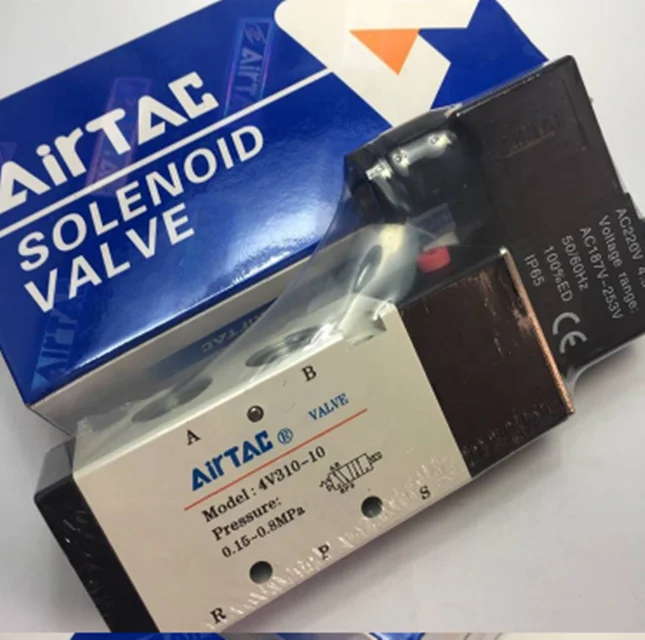 AirTAC
SOLENOID
VALVE
AirTAC
A
B
AirTAC ® VALVE
Model: 4V310-10
Pressure:
0.15~0.8MPa
R
P
S
AC220V
Voltage range:
AC187V-253V
50/60Hz
100%ED
IP65
CE